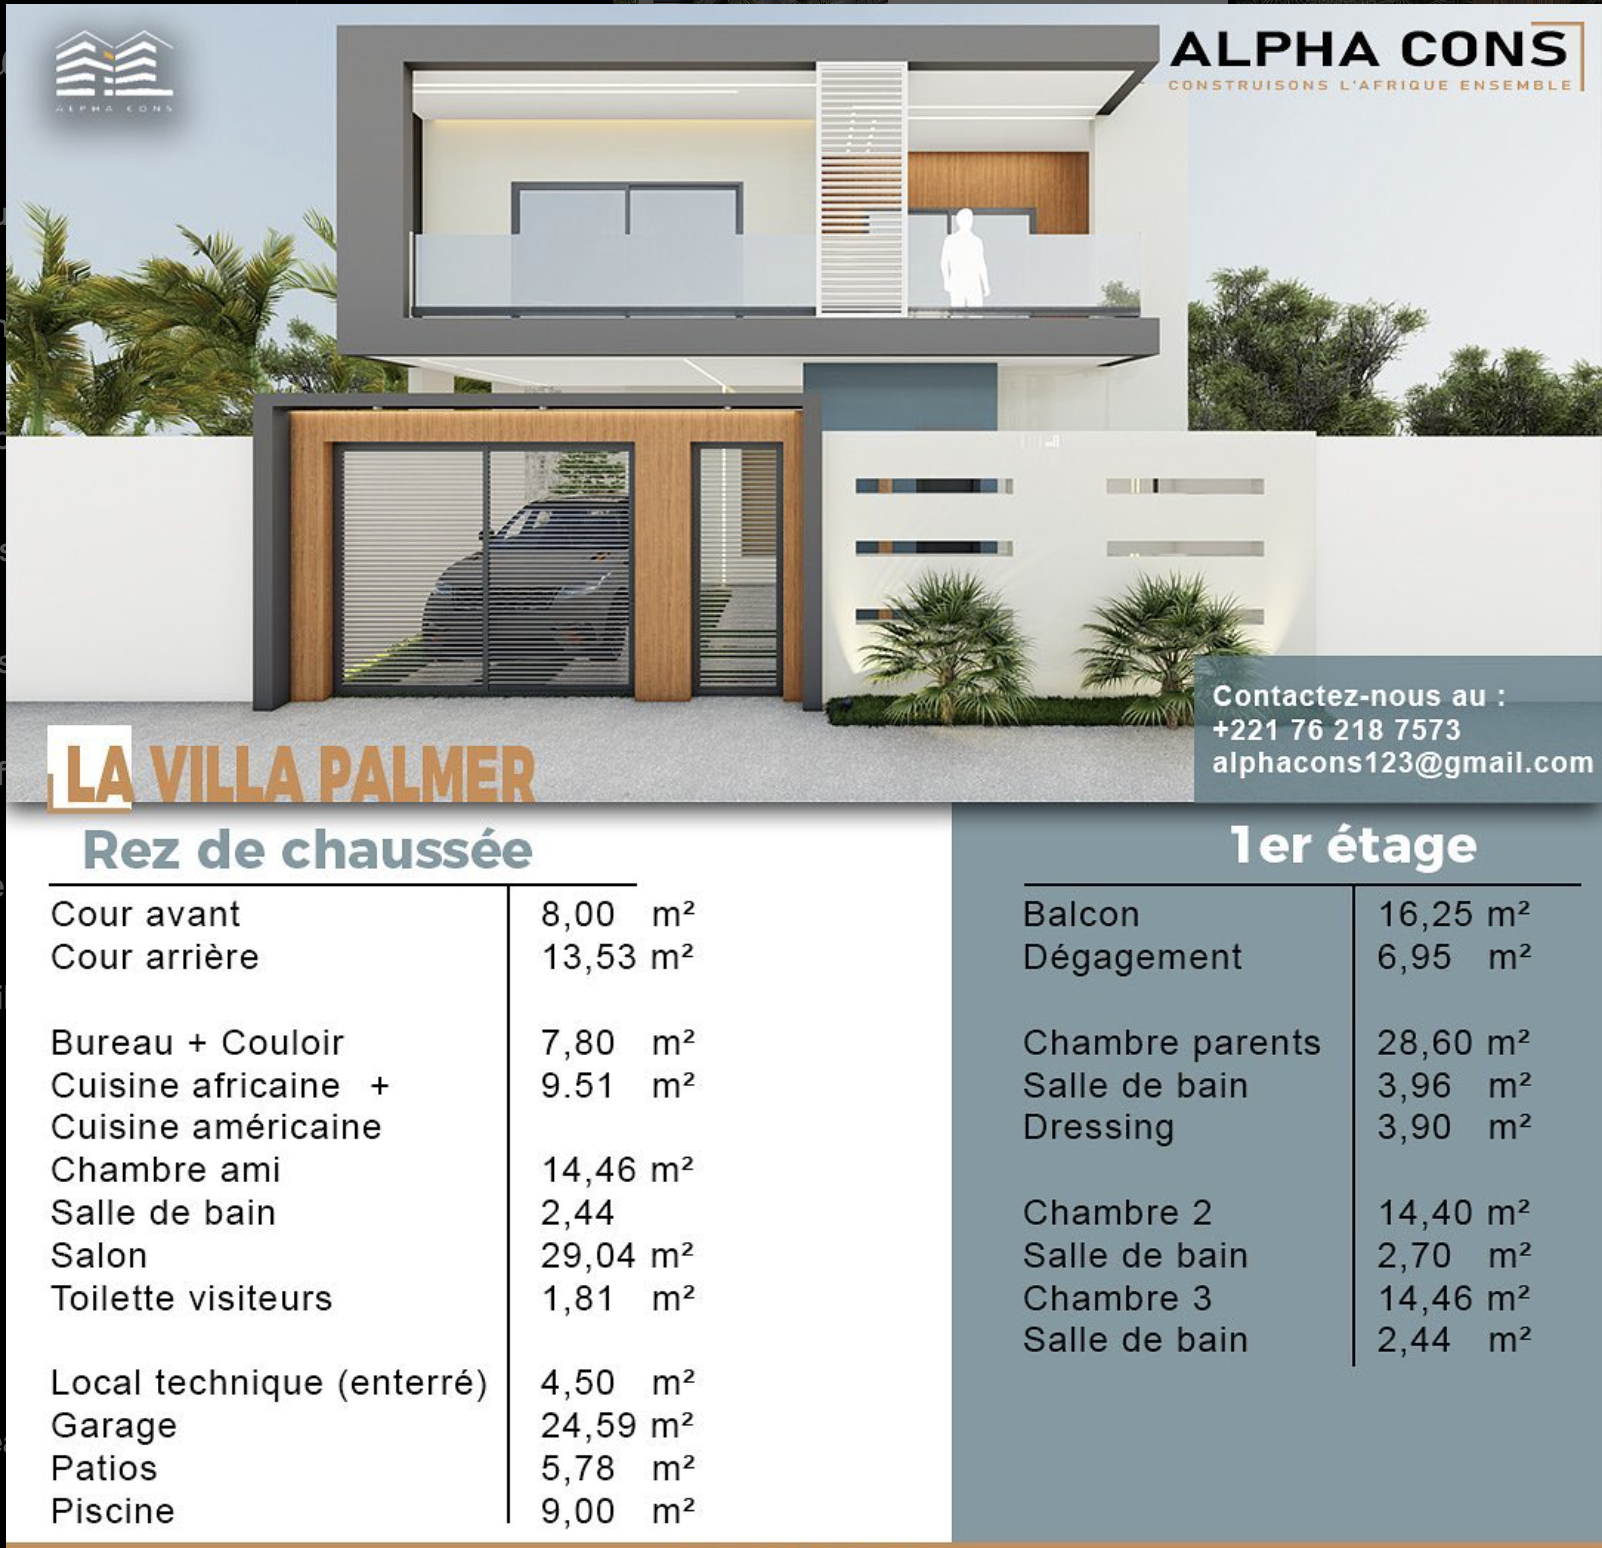 ALPHA CONS
ALPHA CONS
CONSTRUISONS L'AFRIQUE ENSEMBLE
Contactez-nous au :
+221 76 218 7573
alphacons123@gmail.com
LA VILLA PALMER
Rez de chaussée
Cour avant 8,00 m²
Cour arrière 13,53 m²
Bureau + Couloir 7,80 m²
Cuisine africaine + 9.51 m²
Cuisine américaine
Chambre ami 14,46 m²
Salle de bain 2,44
Salon 29,04 m²
Toilette visiteurs 1,81 m²
Local technique (enterré) 4,50 m²
Garage 24,59 m²
Patios 5,78 m²
Piscine 9,00 m²
1er étage
Balcon 16,25 m²
Dégagement 6,95 m²
Chambre parents 28,60 m²
Salle de bain 3,96 m²
Dressing 3,90 m²
Chambre 2 14,40 m²
Salle de bain 2,70 m²
Chambre 3 14,46 m²
Salle de bain 2,44 m²